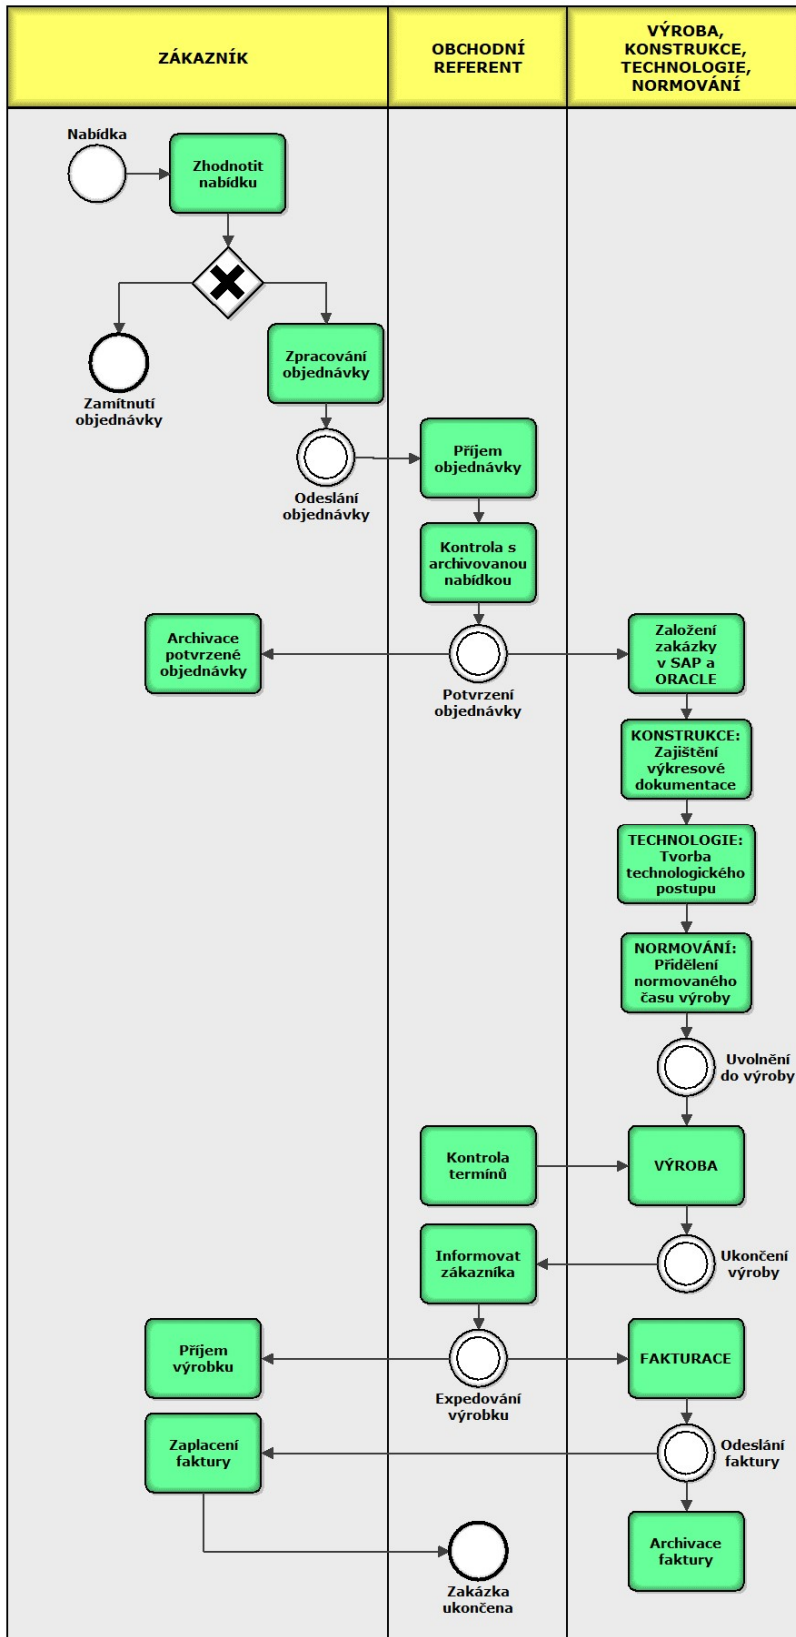 ZÁKAZNÍK
OBCHODNÍ
REFERENT
VÝROBA,
KONSTRUKCE,
TECHNOLOGIE,
NORMOVÁNÍ
Nabídka
Zhodnotit
nabídku
Zamítnutí
objednávky
Zpracování
objednávky
Odeslání
objednávky
Příjem
objednávky
Kontrola s
archivovanou
nabídkou
Archivace
potvrzené
objednávky
Potvrzení
objednávky
Založení
zakázky
v SAP a
ORACLE
KONSTRUKCE:
Zajištění
výkresové
dokumentace
TECHNOLOGIE:
Tvorba
technologického
postupu
NORMOVÁNÍ:
Přidělení
normovaného
času výroby
Uvolnění
do výroby
Kontrola
termínů
VÝROBA
Informovat
zákazníka
Ukončení
výroby
Příjem
výrobku
Expedování
výrobku
FAKTURACE
Zaplacení
faktury
Odeslání
faktury
Zakázka
ukončena
Archivace
faktury